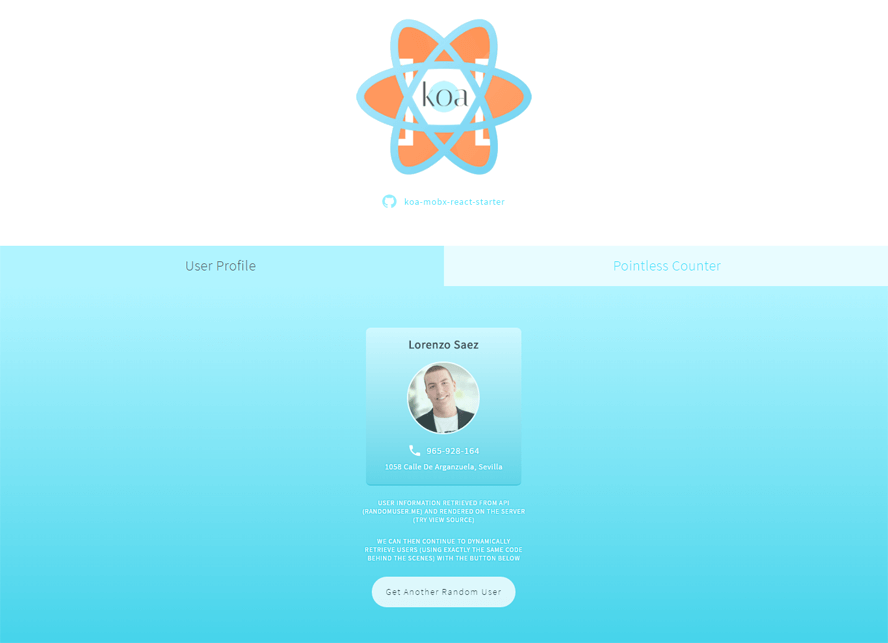 koa
koa-mobx-react-starter
User Profile
Pointless Counter
Lorenzo Saez
965-928-164
1058 Calle De Arganzuela, Sevilla
USER INFORMATION RETRIEVED FROM API
(RANDOMUSER.ME) AND RENDERED ON THE SERVER
(TRY VIEW SOURCE)
WE CAN THEN CONTINUE TO DYNAMICALLY
RETRIEVE USERS (USING EXACTLY THE SAME CODE
BEHIND THE SCENES) WITH THE BUTTON BELOW
Get Another Random User